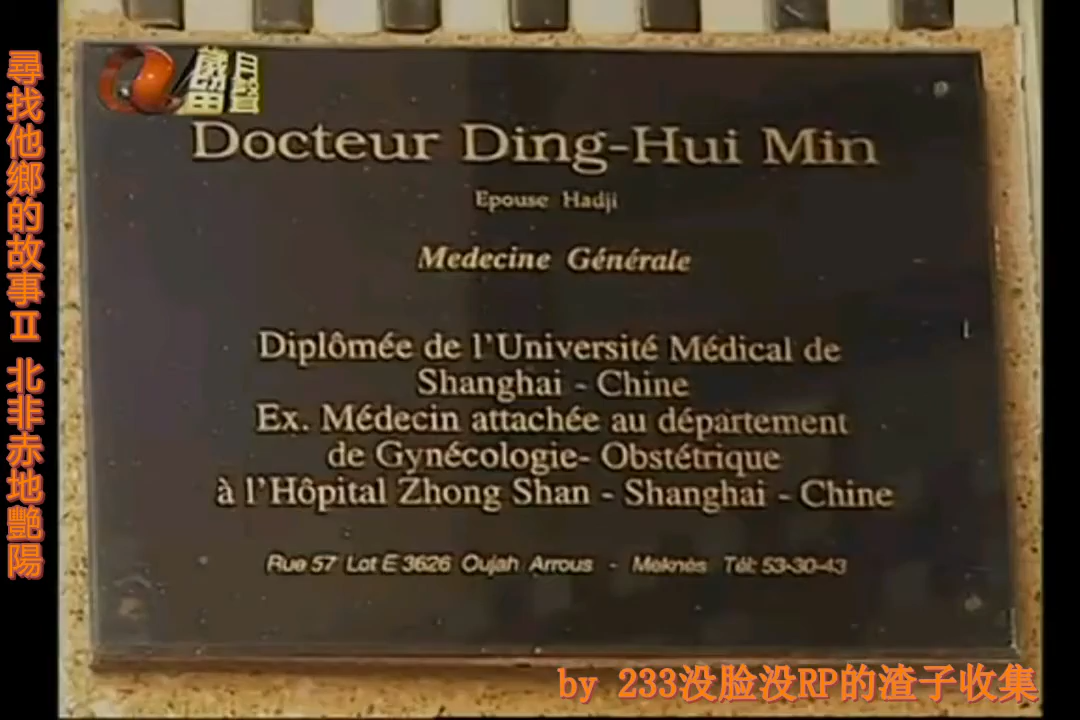 尋找他鄉的故事II 北非赤地艷陽
Docteur Ding-Hui Min
Epouse Hadji
Medecine Générale
Diplômée de l'Université Médical de
Shanghai - Chine
Ex. Médecin attachée au département
de Gynécologie- Obstétrique
à l'Hôpital Zhong Shan - Shanghai - Chine
Rue 57 Lot E 3626 Oujah Arrous - Meknès Tél: 53-30-43
by 233没脸没RP的渣子收集